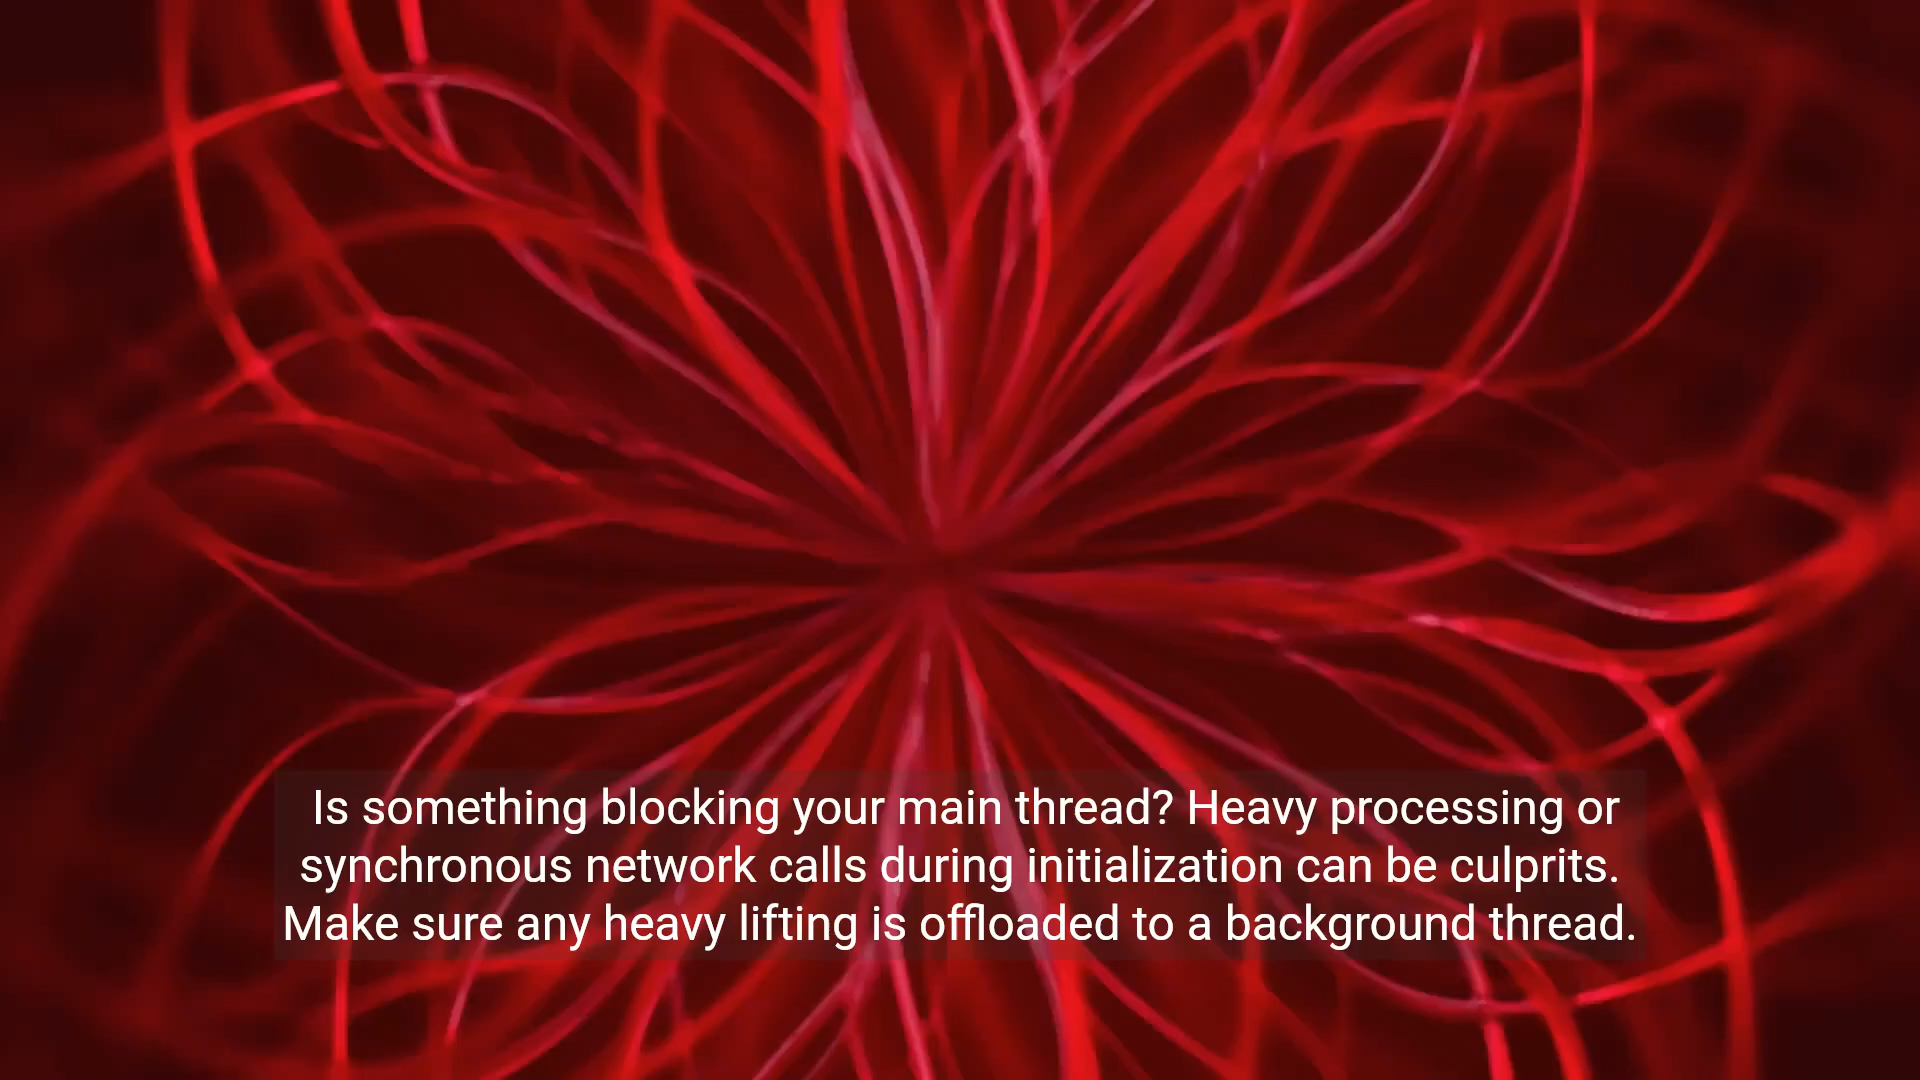 Is something blocking your main thread? Heavy processing or
synchronous network calls during initialization can be culprits.
Make sure any heavy lifting is offloaded to a background thread.